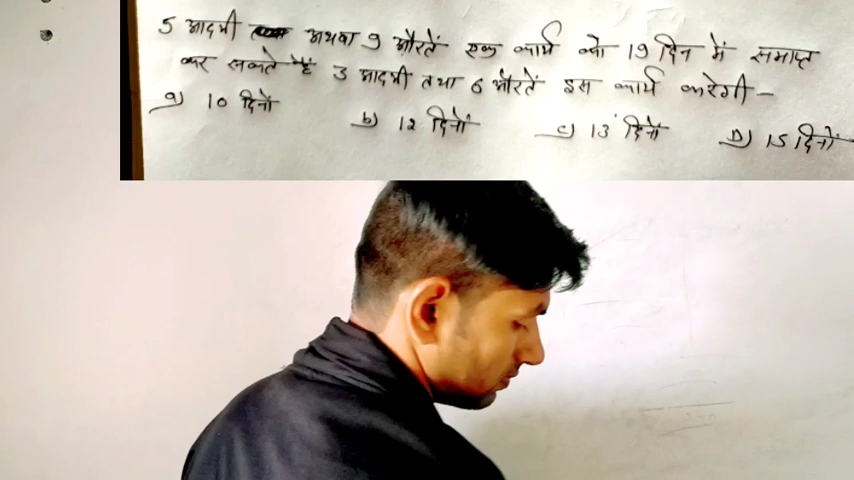 5 आदमी अथवा 9 औरतें एक कार्य को 19 दिन में समाप्त
कर सकते हैं 3 आदमी तथा 6 औरतें इस कार्य करेगी -
a) 10 दिनों b) 12 दिनों c) 13 दिनों D) 15 दिनों